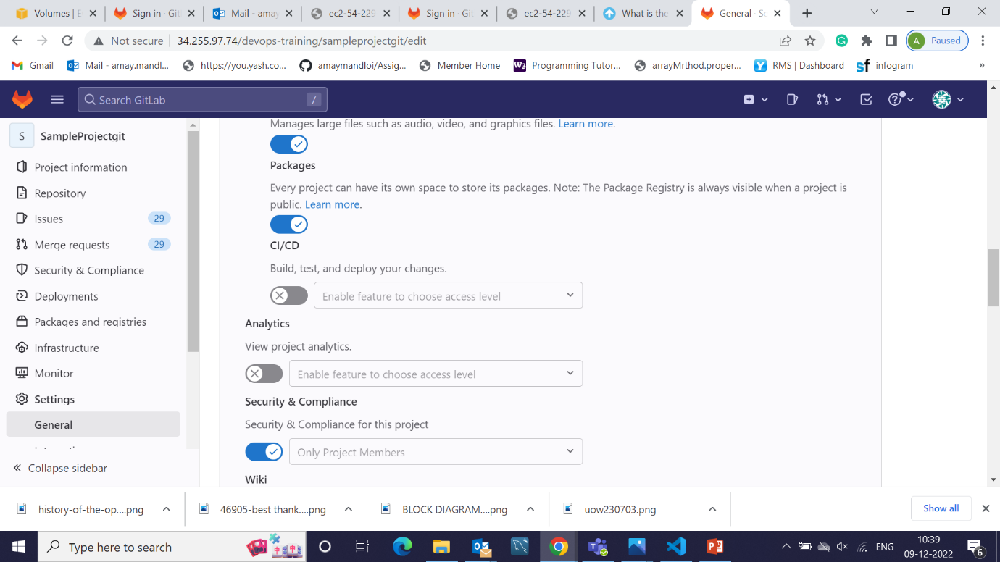 Volumes | E
Sign in · Git
Mail - amay
ec2-54-229
Sign in · Git
ec2-54-229
What is the
General · Se
Not secure
34.255.97.74/devops-training/sampleprojectgit/edit
A
Paused
Gmail
Mail - amay.mandl...
https://you.yash.co...
amaymandloi/Assig...
Member Home
W3
Programming Tutor...
arrayMrthod.proper...
Y
RMS | Dashboard
sf
infogram
»
Search GitLab
/
S
SampleProjectgit
Project information
Repository
Issues
29
Merge requests
29
Security & Compliance
Deployments
Packages and registries
Infrastructure
Monitor
Settings
General
« Collapse sidebar
Manages large files such as audio, video, and graphics files. Learn more.
Packages
Every project can have its own space to store its packages. Note: The Package Registry is always visible when a project is
public. Learn more.
CI/CD
Build, test, and deploy your changes.
Enable feature to choose access level
Analytics
View project analytics.
Enable feature to choose access level
Security & Compliance
Security & Compliance for this project
Only Project Members
Wiki
history-of-the-op....png
46905-best thank....png
BLOCK DIAGRAM....png
uow230703.png
Show all
Type here to search
ENG
10:39
09-12-2022
6